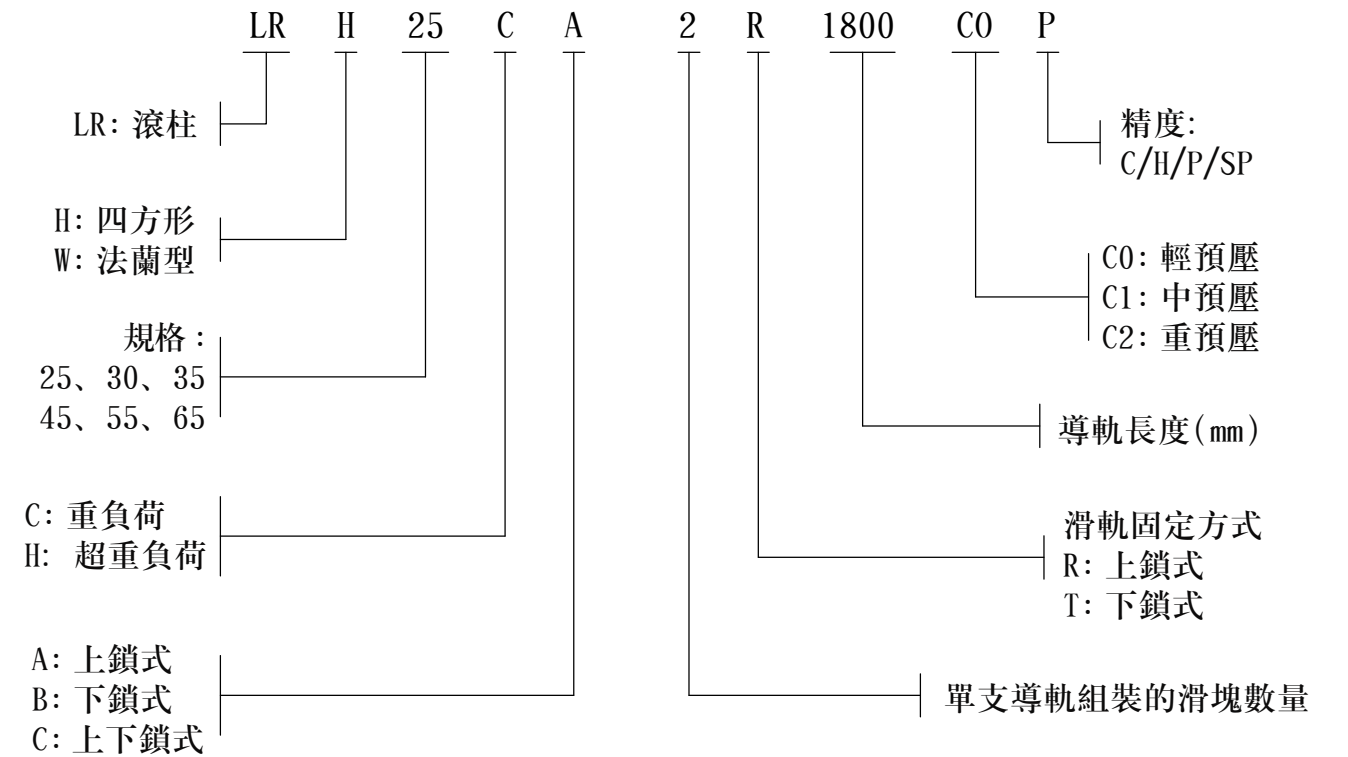 LR H 25 C A 2 R 1800 C0 P
LR: 滾柱
H: 四方形
W: 法蘭型
規格：
25、30、35
45、55、65
C: 重負荷
H: 超重負荷
A: 上鎖式
B: 下鎖式
C: 上下鎖式
精度:
C/H/P/SP
C0: 輕預壓
C1: 中預壓
C2: 重預壓
導軌長度(mm)
滑軌固定方式
R: 上鎖式
T: 下鎖式
單支導軌組裝的滑塊數量